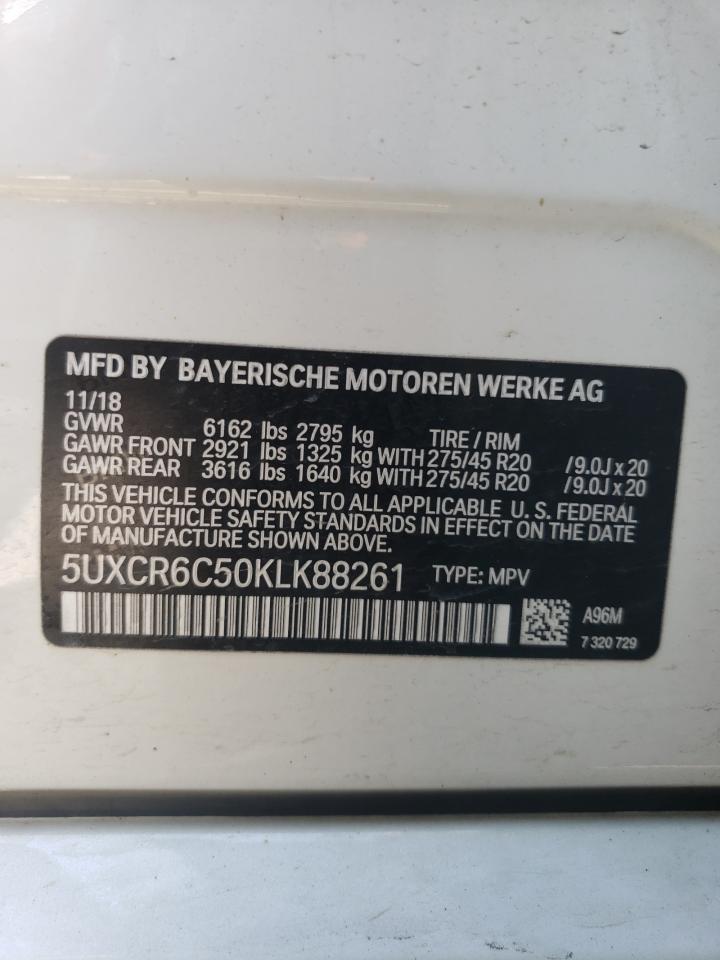 MFD BY BAYERISCHE MOTOREN WERKE AG
11/18
GVWR 6162 lbs 2795 kg TIRE / RIM
GAWR FRONT 2921 lbs 1325 kg WITH 275/45 R20 /9.0J x 20
GAWR REAR 3616 lbs 1640 kg WITH 275/45 R20 /9.0J x 20
THIS VEHICLE CONFORMS TO ALL APPLICABLE U. S. FEDERAL
MOTOR VEHICLE SAFETY STANDARDS IN EFFECT ON THE DATE
OF MANUFACTURE SHOWN ABOVE.
5UXCR6C50KLK88261 TYPE: MPV
A96M
7 320 729